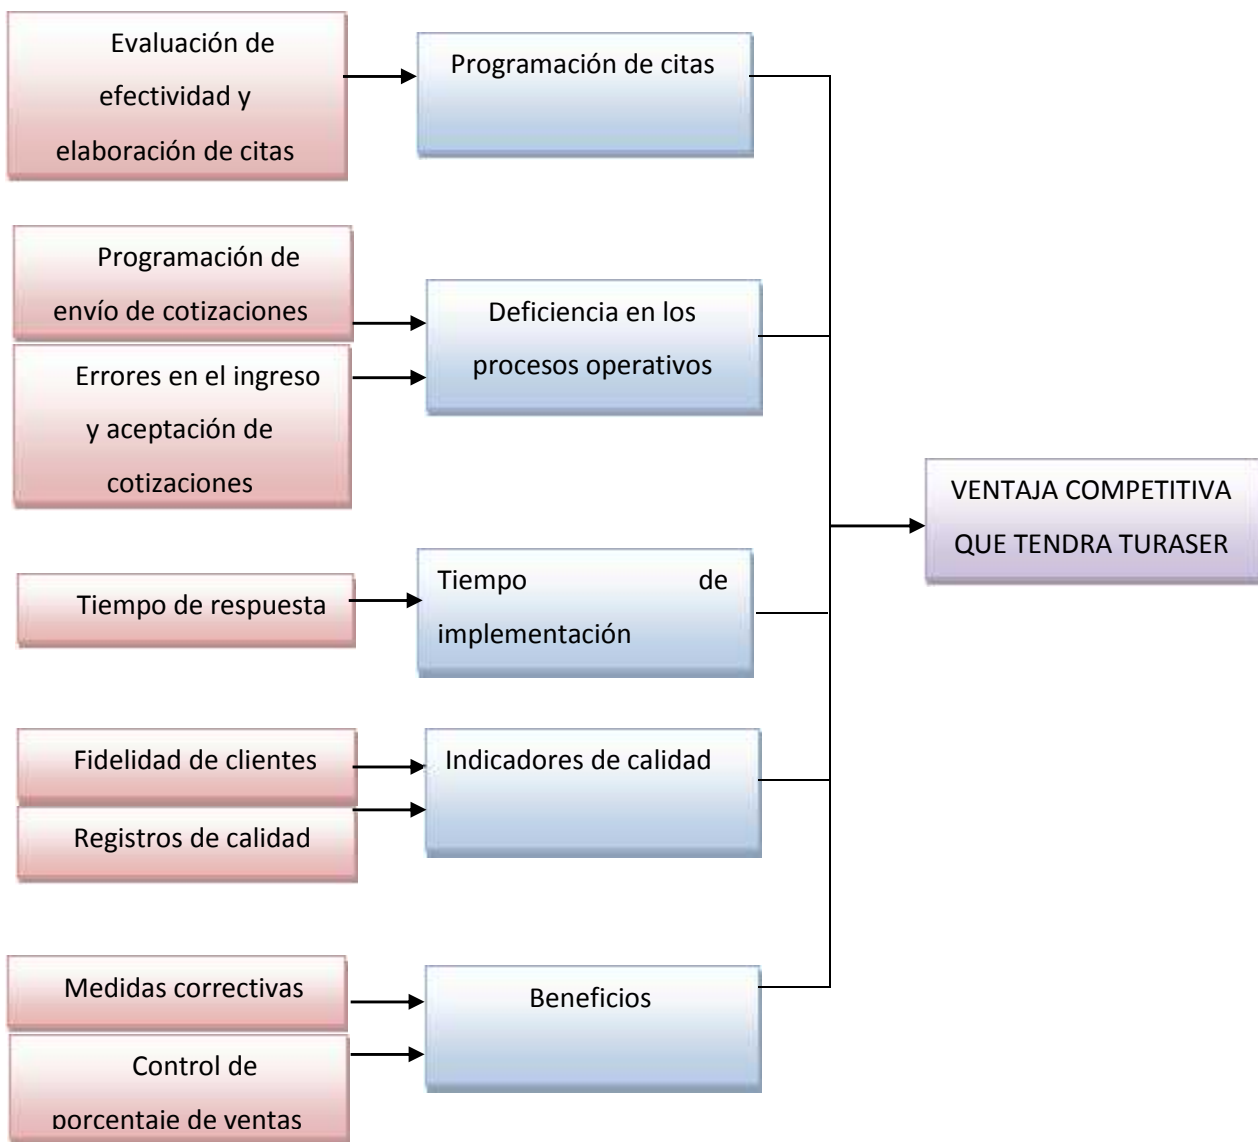 Evaluación de
efectividad y
elaboración de citas
Programación de citas
Programación de
envío de cotizaciones
Errores en el ingreso
y aceptación de
cotizaciones
Deficiencia en los
procesos operativos
Tiempo de respuesta
Tiempo de
implementación
Fidelidad de clientes
Registros de calidad
Indicadores de calidad
Medidas correctivas
Control de
porcentaje de ventas
Beneficios
VENTAJA COMPETITIVA
QUE TENDRA TURASER